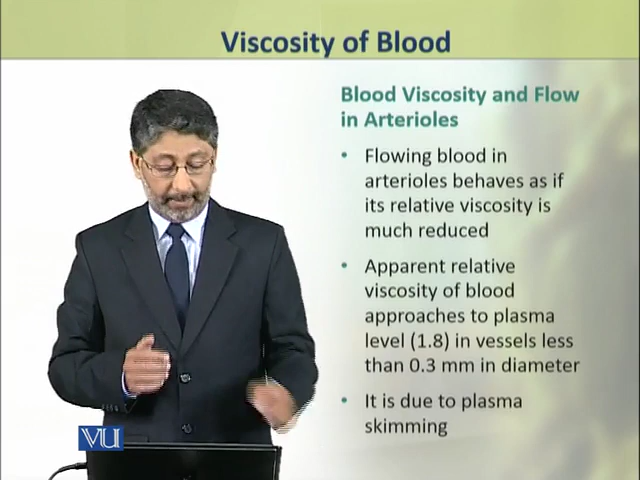 Viscosity of Blood
Blood Viscosity and Flow
in Arterioles
• Flowing blood in
arterioles behaves as if
its relative viscosity is
much reduced
• Apparent relative
viscosity of blood
approaches to plasma
level (1.8) in vessels less
than 0.3 mm in diameter
• It is due to plasma
skimming
VU